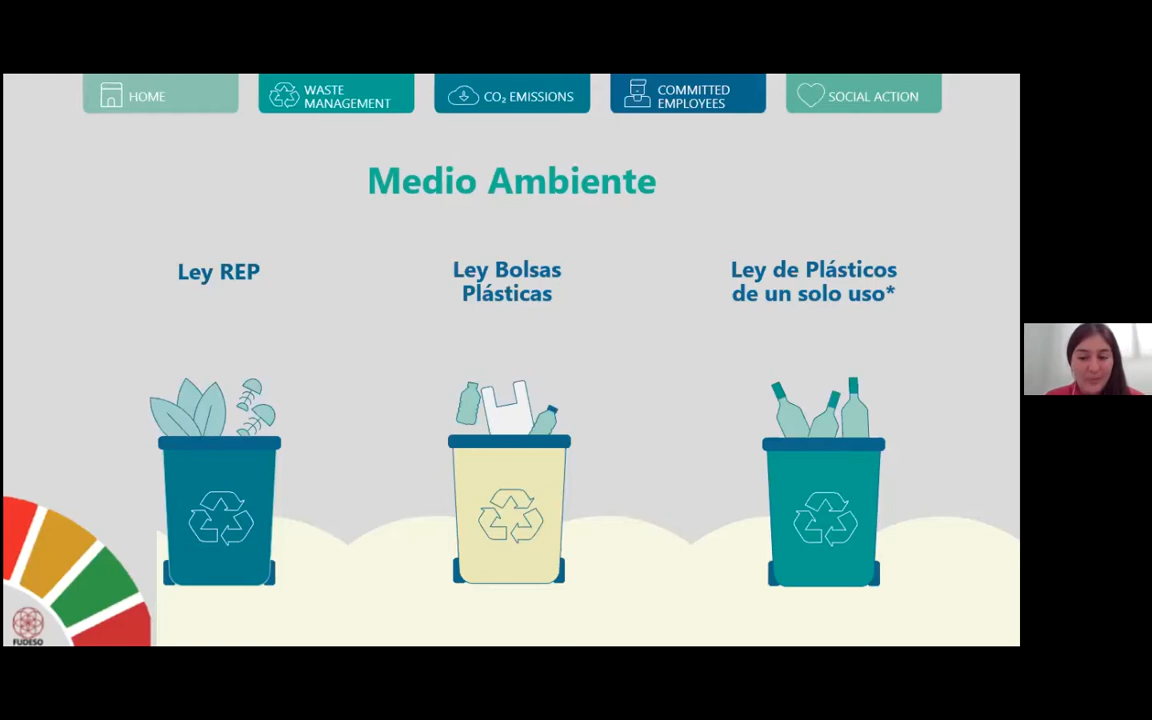 HOME
WASTE
MANAGEMENT
CO₂ EMISSIONS
COMMITTED
EMPLOYEES
SOCIAL ACTION
Medio Ambiente
Ley REP
Ley Bolsas
Plásticas
Ley de Plásticos
de un solo uso*
FUDESO